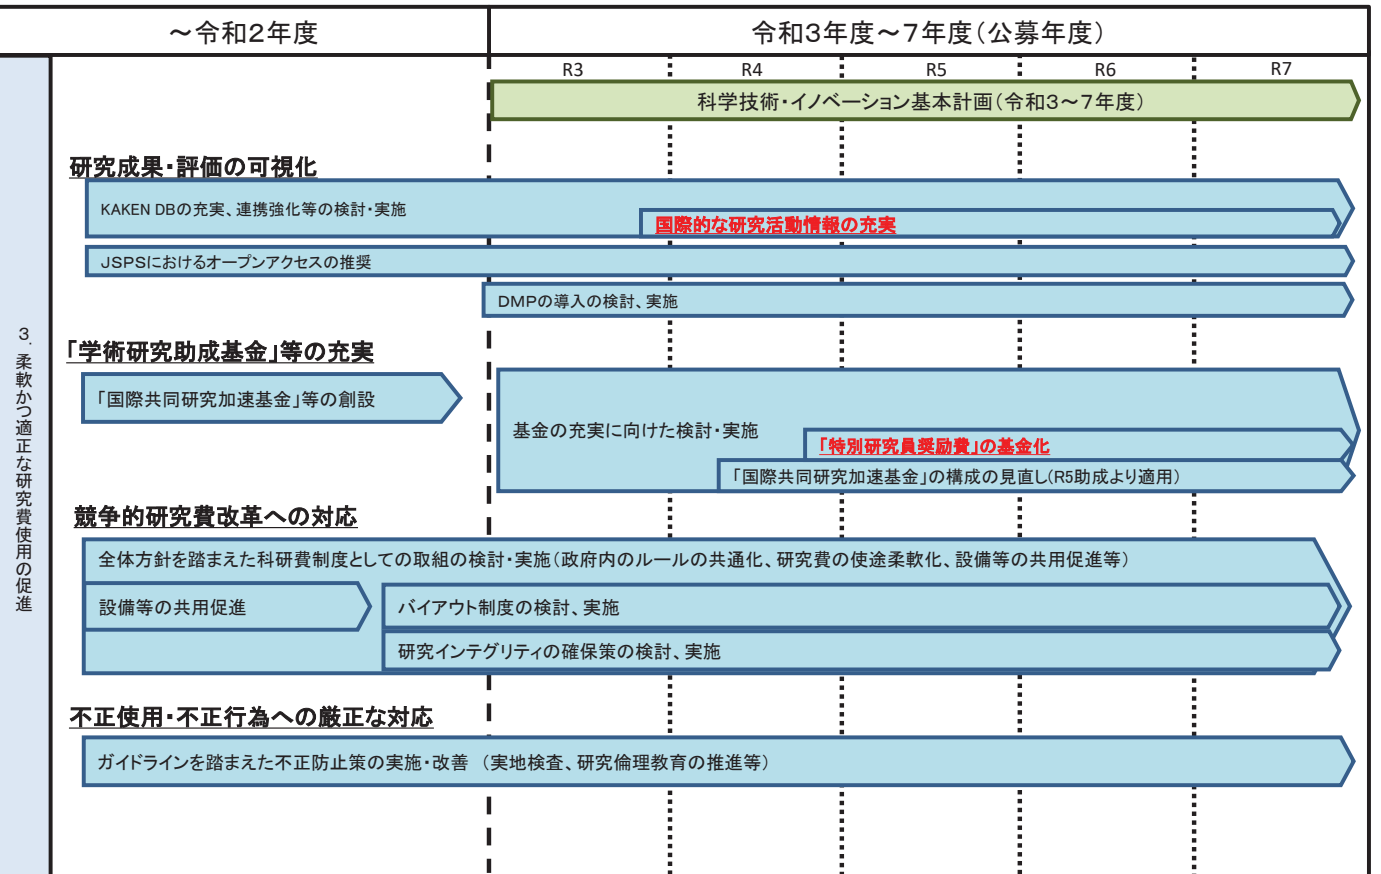 ～令和２年度
令和３年度～７年度（公募年度）
R3
R4
R5
R6
R7
科学技術・イノベーション基本計画（令和３～７年度）
３．柔軟かつ適正な研究費使用の促進
研究成果・評価の可視化
KAKEN DBの充実、連携強化等の検討・実施
国際的な研究活動情報の充実
JSPSにおけるオープンアクセスの推奨
DMPの導入の検討、実施
「学術研究助成基金」等の充実
「国際共同研究加速基金」等の創設
基金の充実に向けた検討・実施
「特別研究員奨励費」の基金化
「国際共同研究加速基金」の構成の見直し(R5助成より適用）
競争的研究費改革への対応
全体方針を踏まえた科研費制度としての取組の検討・実施（政府内のルールの共通化、研究費の使途柔軟化、設備等の共用促進等）
設備等の共用促進
バイアウト制度の検討、実施
研究インテグリティの確保策の検討、実施
不正使用・不正行為への厳正な対応
ガイドラインを踏まえた不正防止策の実施・改善 （実地検査、研究倫理教育の推進等）